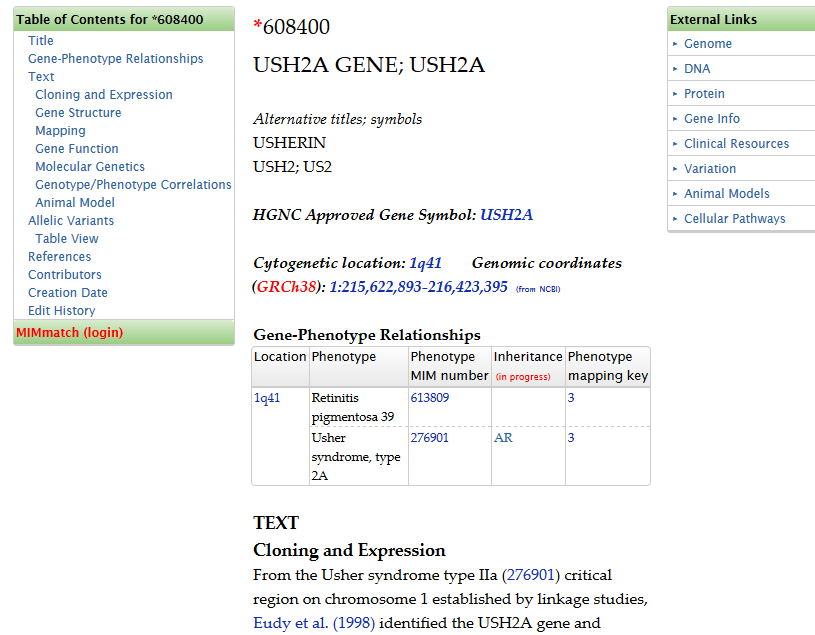 Table of Contents for *608400
Title
Gene-Phenotype Relationships
Text
Cloning and Expression
Gene Structure
Mapping
Gene Function
Molecular Genetics
Genotype/Phenotype Correlations
Animal Model
Allelic Variants
Table View
References
Contributors
Creation Date
Edit History
MIMmatch (login)
*608400
USH2A GENE; USH2A
Alternative titles; symbols
USHERIN
USH2; US2
HGNC Approved Gene Symbol: USH2A
Cytogenetic location: 1q41 Genomic coordinates
(GRCh38): 1:215,622,893-216,423,395 (from NCBI)
Gene-Phenotype Relationships
Location Phenotype Phenotype Inheritance Phenotype
MIM number (in progress) mapping key
1q41 Retinitis 613809 3
pigmentosa 39
Usher 276901 AR 3
syndrome, type
2A
TEXT
Cloning and Expression
From the Usher syndrome type IIa (276901) critical
region on chromosome 1 established by linkage studies,
Eudy et al. (1998) identified the USH2A gene and
External Links
▸ Genome
▸ DNA
▸ Protein
▸ Gene Info
▸ Clinical Resources
▸ Variation
▸ Animal Models
▸ Cellular Pathways